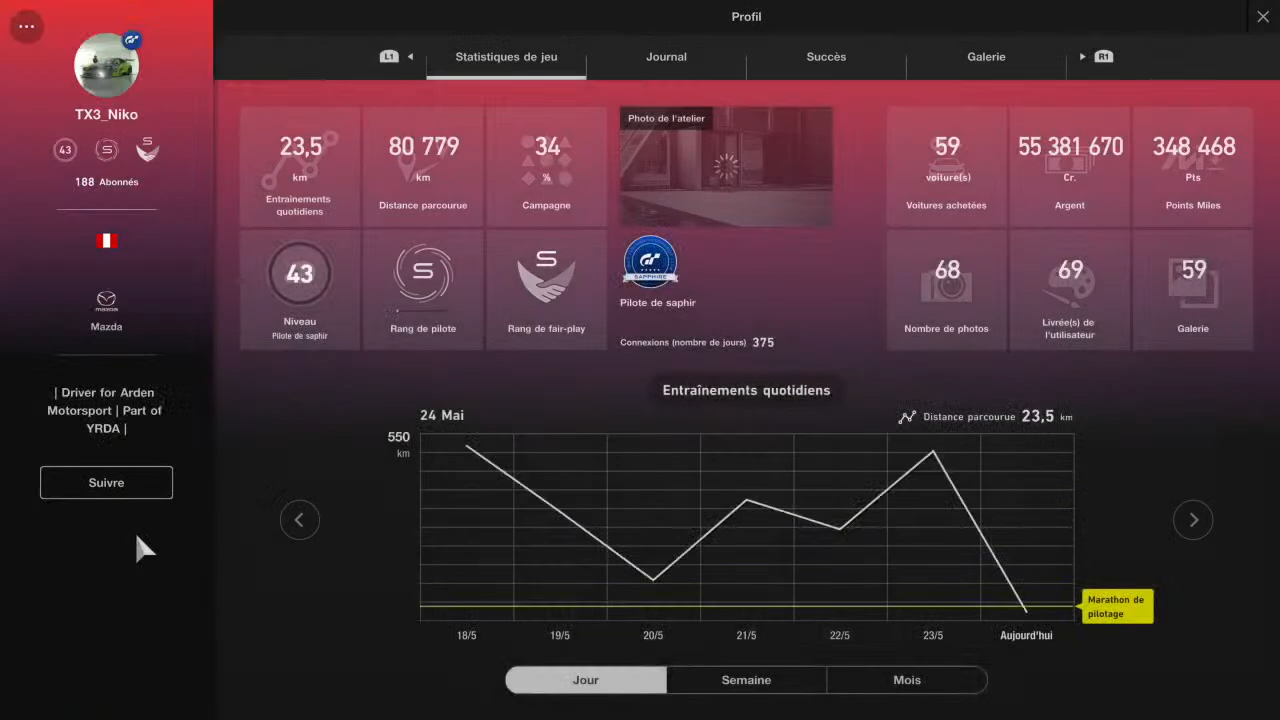 Profil
L1
Statistiques de jeu
Journal
Succès
Galerie
R1
TX3_Niko
43
S
S
188 Abonnés
mazda
Mazda
| Driver for Arden
Motorsport | Part of
YRDA |
Suivre
23,5
km
Entraînements
quotidiens
80 779
km
Distance parcourue
34
%
Campagne
Photo de l'atelier
59
voiture(s)
Voitures achetées
55 381 670
Cr.
Argent
348 468
Pts
Points Miles
43
Niveau
Pilote de saphir
S
Rang de pilote
S
Rang de fair-play
GT
SAPPHIRE
Pilote de saphir
Connexions (nombre de jours) 375
68
Nombre de photos
69
Livrée(s) de
l'utilisateur
59
Galerie
Entraînements quotidiens
24 Mai
Distance parcourue 23,5 km
550
km
Marathon de
pilotage
18/5
19/5
20/5
21/5
22/5
23/5
Aujourd'hui
Jour
Semaine
Mois